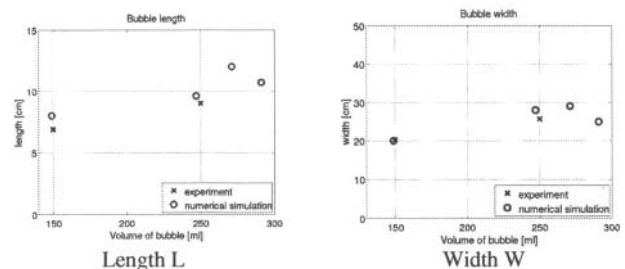 Bubble length
15
10
5
0
length [cm]
× experiment
o numerical simulation
150 200 250 300
Volume of bubble [ml]
Length L
Bubble width
50
40
30
20
10
0
width [cm]
× experiment
o numerical simulation
150 200 250 300
Volume of bubble [ml]
Width W